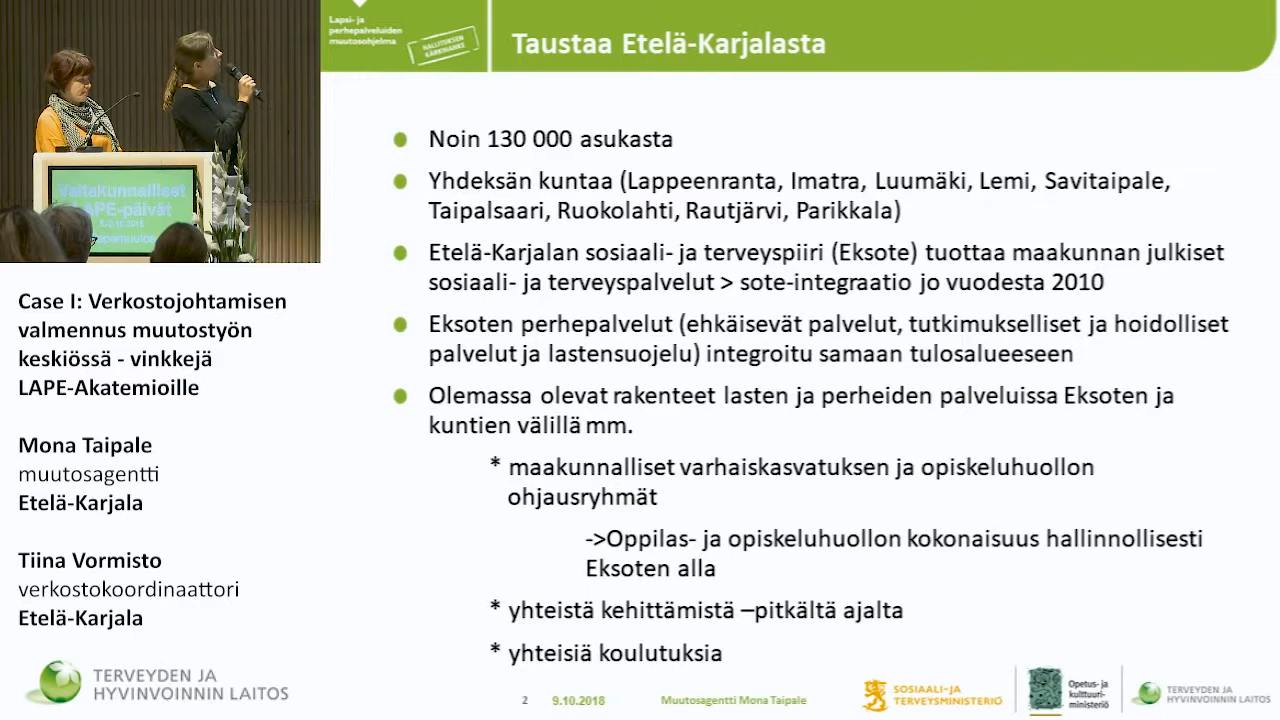 Lapsi- ja
perhepalveluiden
muutosohjelma
HALLITUKSEN
KÄRKIHANKE
Taustaa Etelä-Karjalasta
Valtakunnalliset
LAPE-päivät
Noin 130 000 asukasta
Yhdeksän kuntaa (Lappeenranta, Imatra, Luumäki, Lemi, Savitaipale,
Taipalsaari, Ruokolahti, Rautjärvi, Parikkala)
Etelä-Karjalan sosiaali- ja terveyspiiri (Eksote) tuottaa maakunnan julkiset
sosiaali- ja terveyspalvelut > sote-integraatio jo vuodesta 2010
Eksoten perhepalvelut (ehkäisevät palvelut, tutkimukselliset ja hoidolliset
palvelut ja lastensuojelu) integroitu samaan tulosalueeseen
Olemassa olevat rakenteet lasten ja perheiden palveluissa Eksoten ja
kuntien välillä mm.
* maakunnalliset varhaiskasvatuksen ja opiskeluhuollon
ohjausryhmät
->Oppilas- ja opiskeluhuollon kokonaisuus hallinnollisesti
Eksoten alla
* yhteistä kehittämistä –pitkältä ajalta
* yhteisiä koulutuksia
Case I: Verkostojohtamisen
valmennus muutostyön
keskiössä - vinkkejä
LAPE-Akatemioille
Mona Taipale
muutosagentti
Etelä-Karjala
Tiina Vormisto
verkostokoordinaattori
Etelä-Karjala
TERVEYDEN JA
HYVINVOINNIN LAITOS
2 9.10.2018 Muutosagentti Mona Taipale
SOSIAALI- JA
TERVEYSMINISTERIÖ
Opetus- ja
kulttuuri-
ministeriö
TERVEYDEN JA
HYVINVOINNIN LAITOS